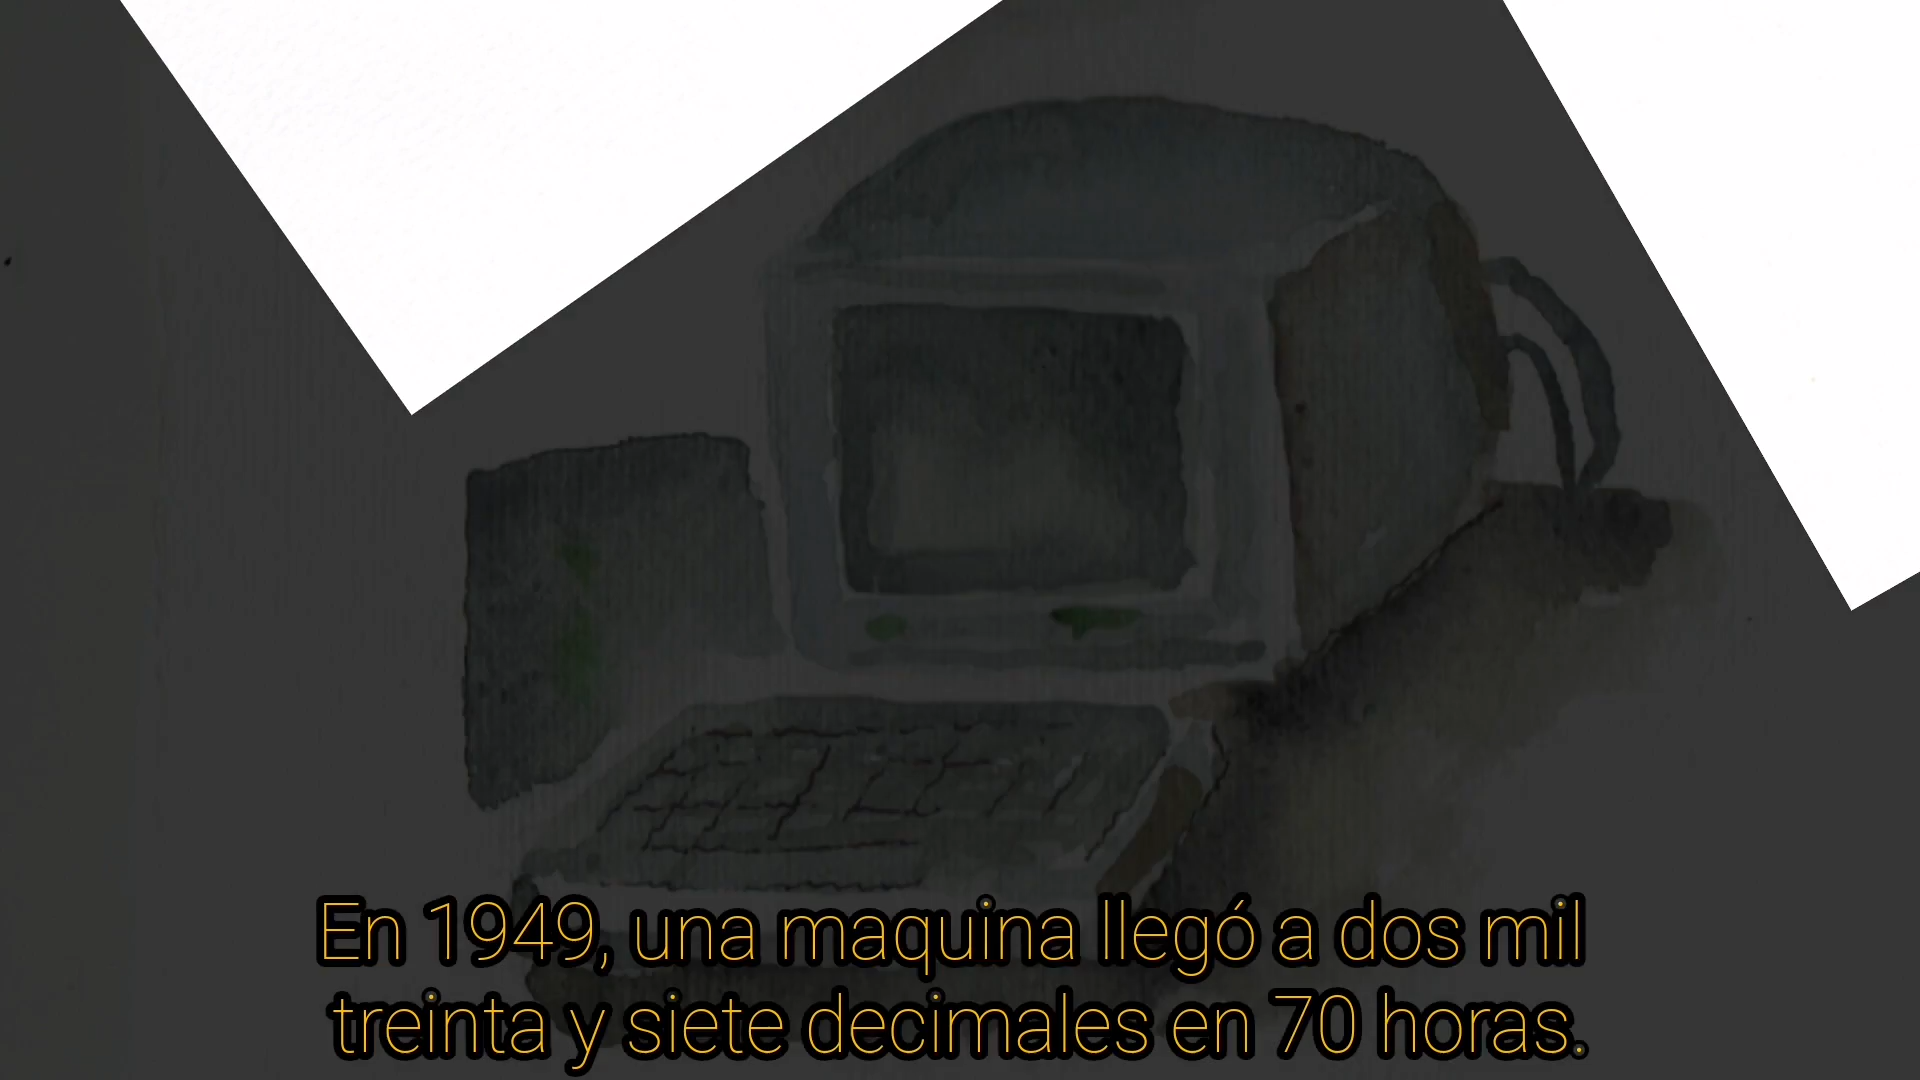 En 1949, una maquina llegó a dos mil
treinta y siete decimales en 70 horas.